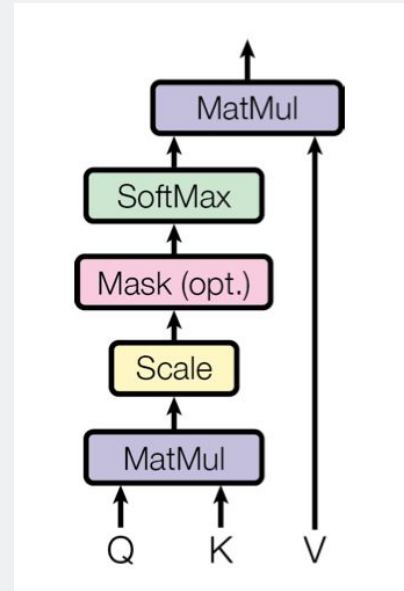 MatMul
SoftMax
Mask (opt.)
Scale
MatMul
Q K V